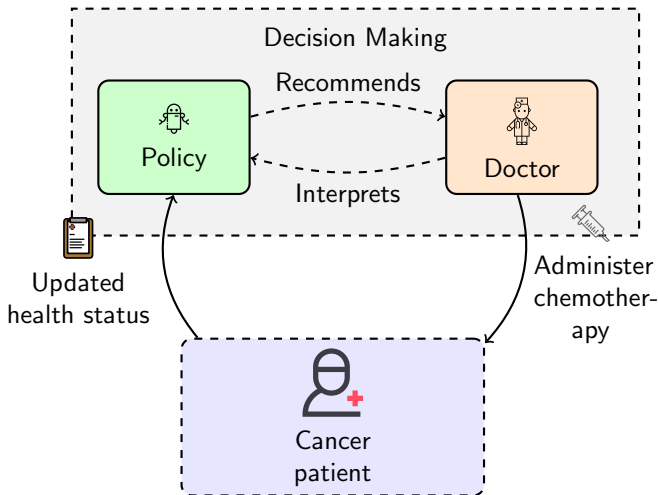 Decision Making
Recommends
Policy
Doctor
Interprets
Updated
health status
Administer
chemother-
apy
Cancer
patient